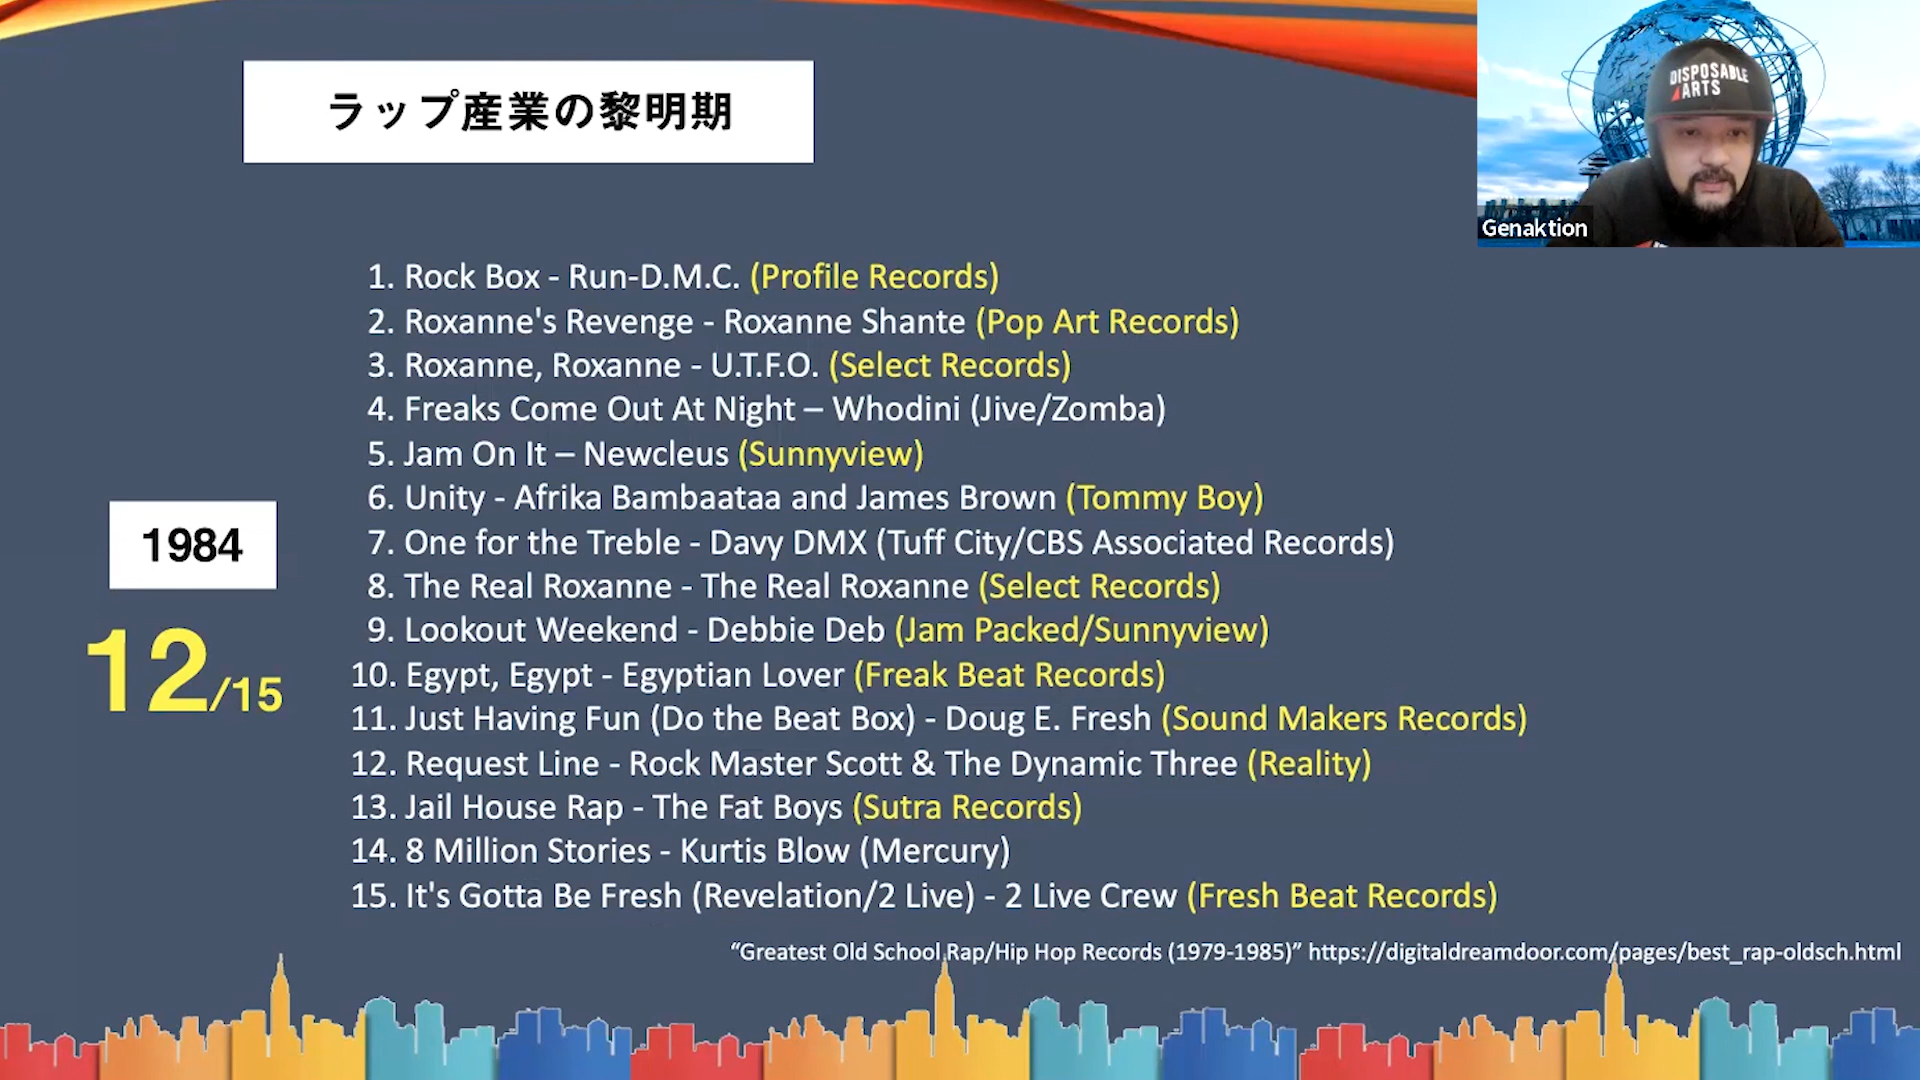 ラップ産業の黎明期
DISPOSABLE
ARTS
Genaktion
1. Rock Box - Run-D.M.C. (Profile Records)
2. Roxanne's Revenge - Roxanne Shante (Pop Art Records)
3. Roxanne, Roxanne - U.T.F.O. (Select Records)
4. Freaks Come Out At Night – Whodini (Jive/Zomba)
5. Jam On It – Newcleus (Sunnyview)
6. Unity - Afrika Bambaataa and James Brown (Tommy Boy)
7. One for the Treble - Davy DMX (Tuff City/CBS Associated Records)
8. The Real Roxanne - The Real Roxanne (Select Records)
9. Lookout Weekend - Debbie Deb (Jam Packed/Sunnyview)
10. Egypt, Egypt - Egyptian Lover (Freak Beat Records)
11. Just Having Fun (Do the Beat Box) - Doug E. Fresh (Sound Makers Records)
12. Request Line - Rock Master Scott & The Dynamic Three (Reality)
13. Jail House Rap - The Fat Boys (Sutra Records)
14. 8 Million Stories - Kurtis Blow (Mercury)
15. It's Gotta Be Fresh (Revelation/2 Live) - 2 Live Crew (Fresh Beat Records)
1984
12/15
“Greatest Old School Rap/Hip Hop Records (1979-1985)” https://digitaldreamdoor.com/pages/best_rap-oldsch.html